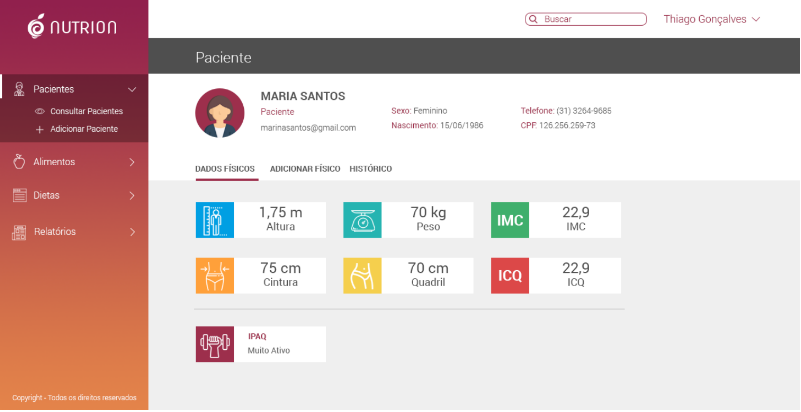 NUTRION
Buscar
Thiago Gonçalves
Paciente
Pacientes
Consultar Pacientes
Adicionar Paciente
Alimentos
Dietas
Relatórios
MARIA SANTOS
Paciente
marinasantos@gmail.com
Sexo: Feminino
Nascimento: 15/06/1986
Telefone: (31) 3264-9685
CPF: 126.256.259-73
DADOS FÍSICOS
ADICIONAR FÍSICO
HISTÓRICO
1,75 m
Altura
70 kg
Peso
IMC
22,9
IMC
75 cm
Cintura
70 cm
Quadril
ICQ
22,9
ICQ
IPAQ
Muito Ativo
Copyright - Todos os direitos reservados